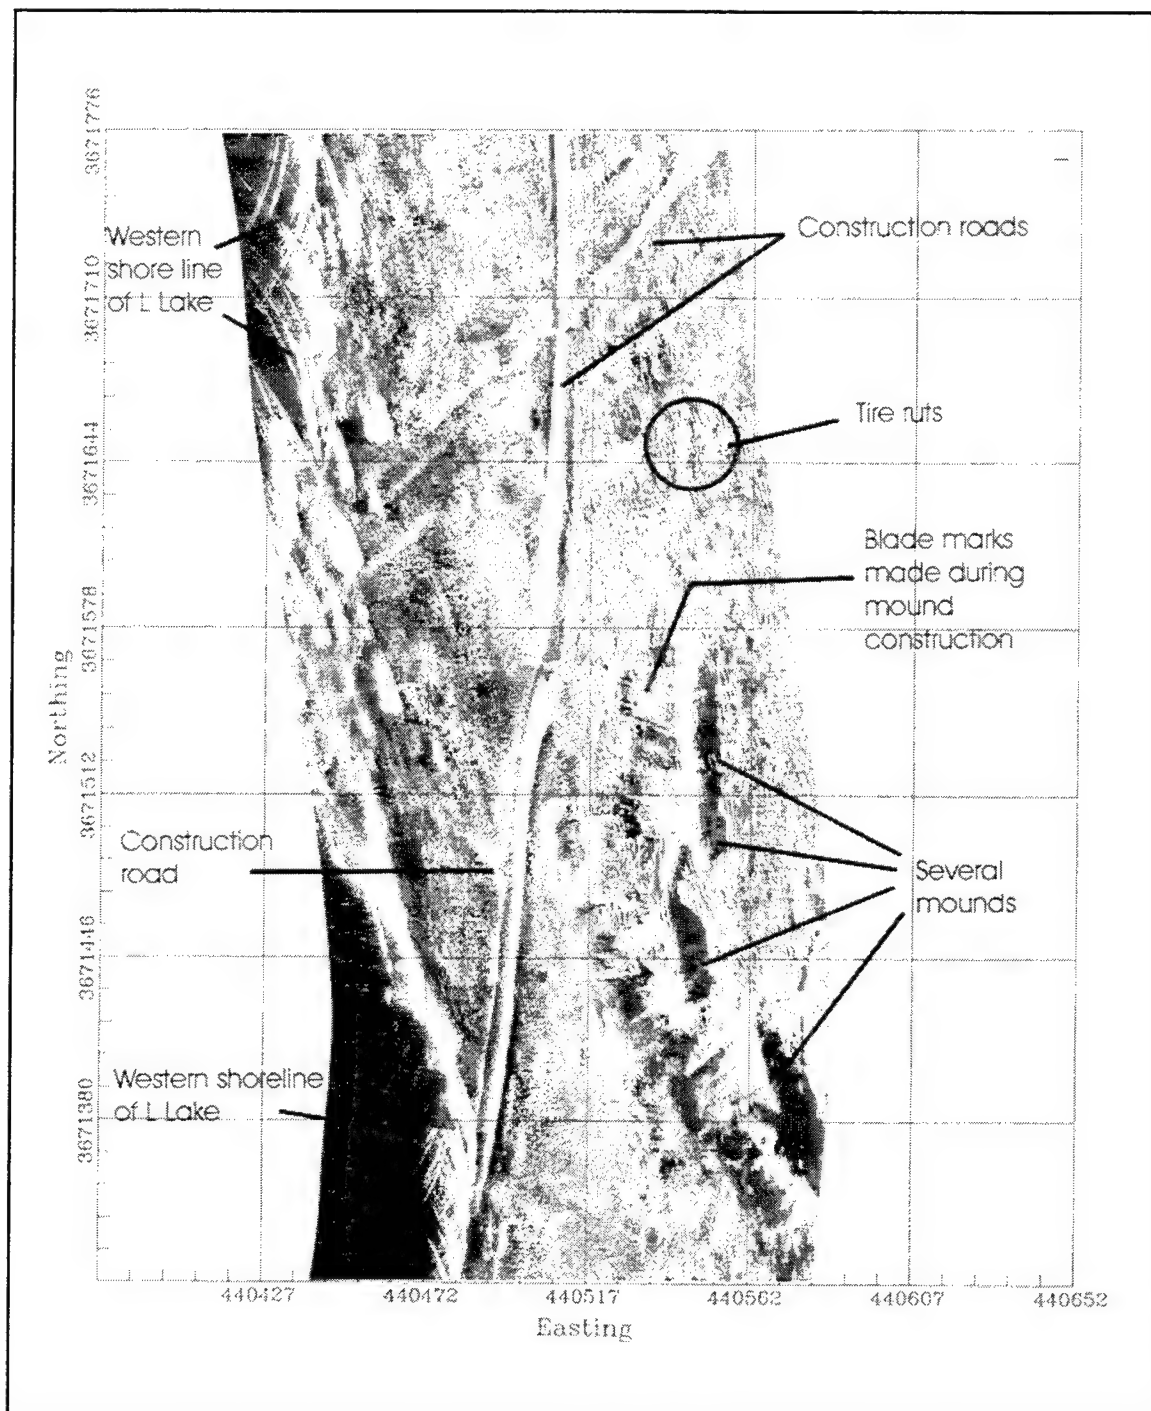 3671776
Western
shore line
of L Lake
Construction roads
3671710
Tire ruts
3671644
Blade marks
made during
mound
construction
3671578
Northing
3671512
Construction
road
Several
mounds
3671446
Western shoreline
of L Lake
3671380
440427 440472 440517 440562 440607 440652
Easting